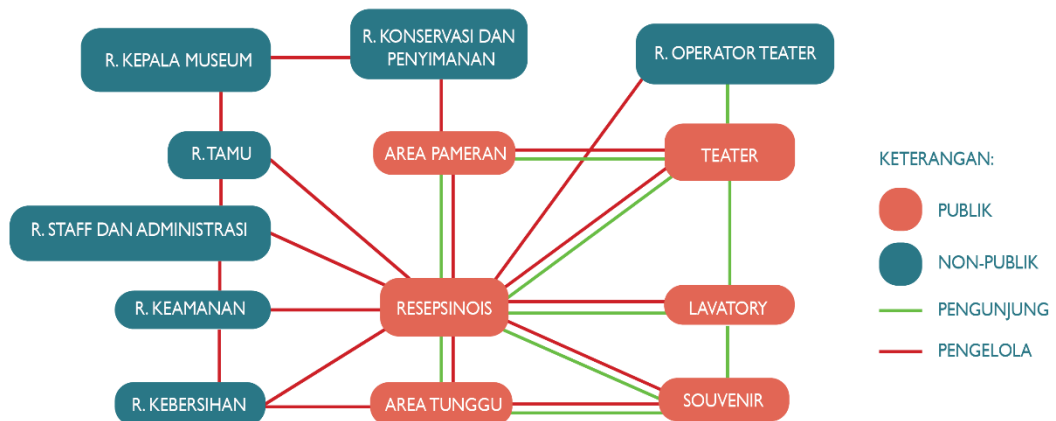 R. KEPALA MUSEUM
R. KONSERVASI DAN
PENYIMANAN
R. OPERATOR TEATER
R. TAMU
AREA PAMERAN
TEATER
R. STAFF DAN ADMINISTRASI
R. KEAMANAN
RESEPSINOIS
LAVATORY
R. KEBERSIHAN
AREA TUNGGU
SOUVENIR
KETERANGAN:
PUBLIK
NON-PUBLIK
PENGUNJUNG
PENGELOLA